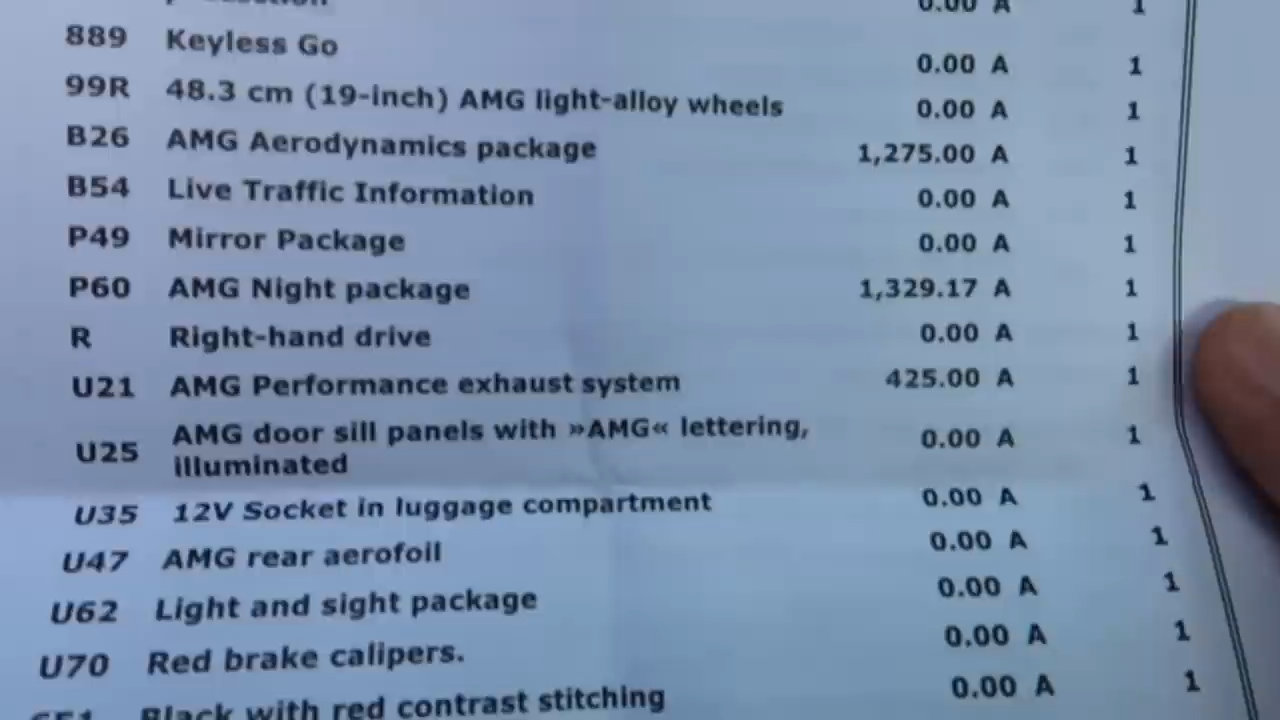 0.00 A 1
889 Keyless Go 0.00 A 1
99R 48.3 cm (19-inch) AMG light-alloy wheels 0.00 A 1
B26 AMG Aerodynamics package 1,275.00 A 1
B54 Live Traffic Information 0.00 A 1
P49 Mirror Package 0.00 A 1
P60 AMG Night package 1,329.17 A 1
R Right-hand drive 0.00 A 1
U21 AMG Performance exhaust system 425.00 A 1
U25 AMG door sill panels with »AMG« lettering, 0.00 A 1
illuminated
U35 12V Socket in luggage compartment 0.00 A 1
U47 AMG rear aerofoil 0.00 A 1
U62 Light and sight package 0.00 A 1
U70 Red brake calipers. 0.00 A 1
Black with red contrast stitching 0.00 A 1